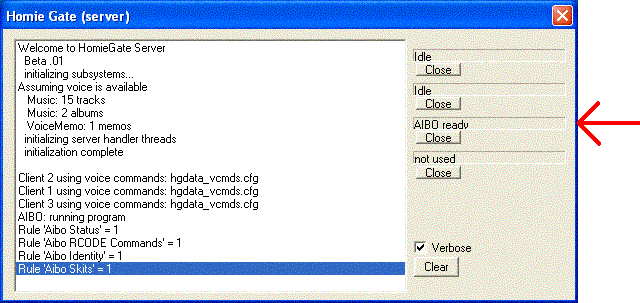 Homie Gate (server)
Welcome to HomieGate Server
Beta .01
initializing subsystems...
Assuming voice is available
Music: 15 tracks
Music: 2 albums
VoiceMemo: 1 memos
initializing server handler threads
initialization complete
Client 2 using voice commands: hgdata_vcmds.cfg
Client 1 using voice commands: hgdata_vcmds.cfg
Client 3 using voice commands: hgdata_vcmds.cfg
AIBO: running program
Rule 'Aibo Status' = 1
Rule 'Aibo RCODE Commands' = 1
Rule 'Aibo Identity' = 1
Rule 'Aibo Skits' = 1
Idle
Close
Idle
Close
AIBO ready
Close
not used
Close
Verbose
Clear